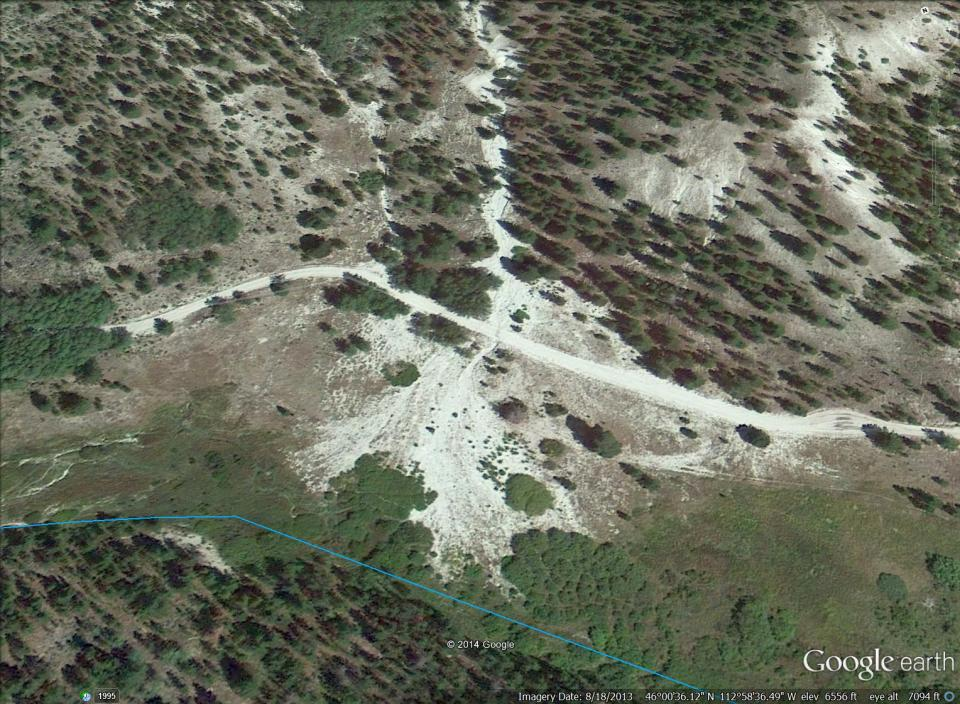 N
© 2014 Google
Google earth
1995
Imagery Date: 8/18/2013 46°00'36.12" N 112°58'36.49" W elev 6556 ft eye alt 7094 ft